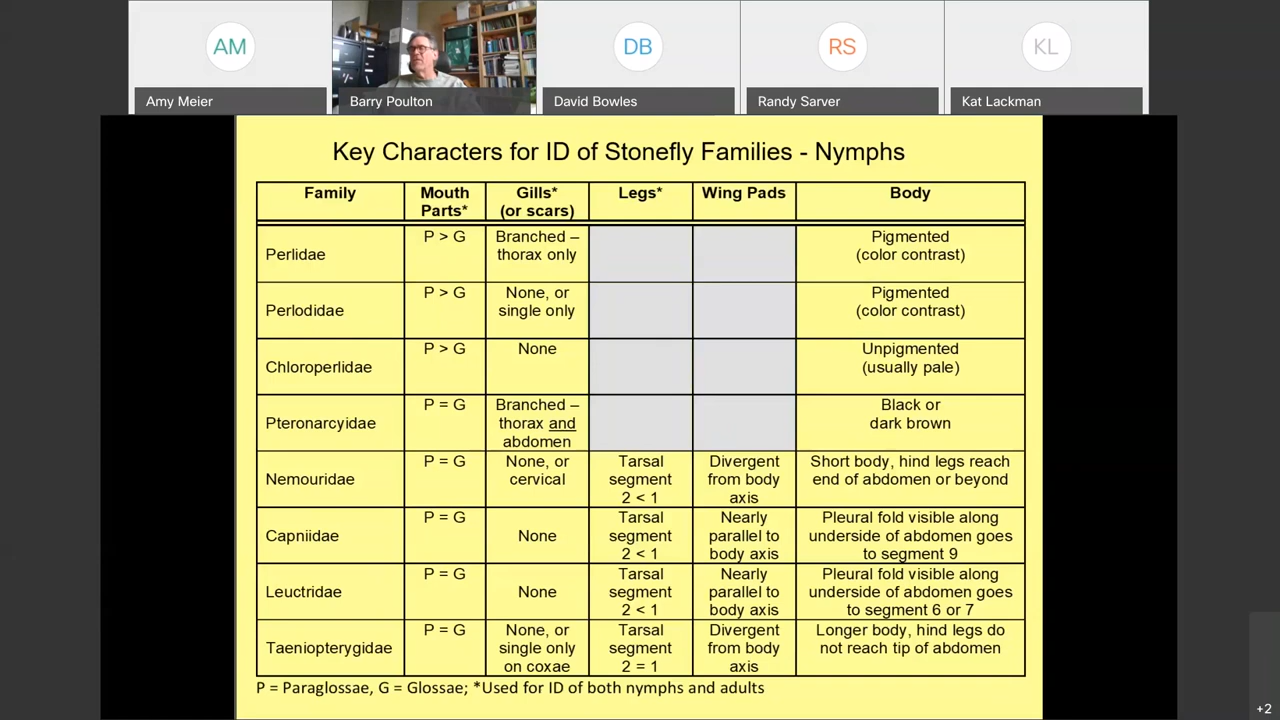 AM
DB
RS
KL
Amy Meier
Barry Poulton
David Bowles
Randy Sarver
Kat Lackman
Key Characters for ID of Stonefly Families - Nymphs
Family
Mouth
Parts*
Gills*
(or scars)
Legs*
Wing Pads
Body
Perlidae
P > G
Branched –
thorax only
Pigmented
(color contrast)
Perlodidae
P > G
None, or
single only
Pigmented
(color contrast)
Chloroperlidae
P > G
None
Unpigmented
(usually pale)
Pteronarcyidae
P = G
Branched –
thorax and
abdomen
Black or
dark brown
Nemouridae
P = G
None, or
cervical
Tarsal
segment
2 < 1
Divergent
from body
axis
Short body, hind legs reach
end of abdomen or beyond
Capniidae
P = G
None
Tarsal
segment
2 < 1
Nearly
parallel to
body axis
Pleural fold visible along
underside of abdomen goes
to segment 9
Leuctridae
P = G
None
Tarsal
segment
2 < 1
Nearly
parallel to
body axis
Pleural fold visible along
underside of abdomen goes
to segment 6 or 7
Taeniopterygidae
P = G
None, or
single only
on coxae
Tarsal
segment
2 = 1
Divergent
from body
axis
Longer body, hind legs do
not reach tip of abdomen
P = Paraglossae, G = Glossae; *Used for ID of both nymphs and adults
+2